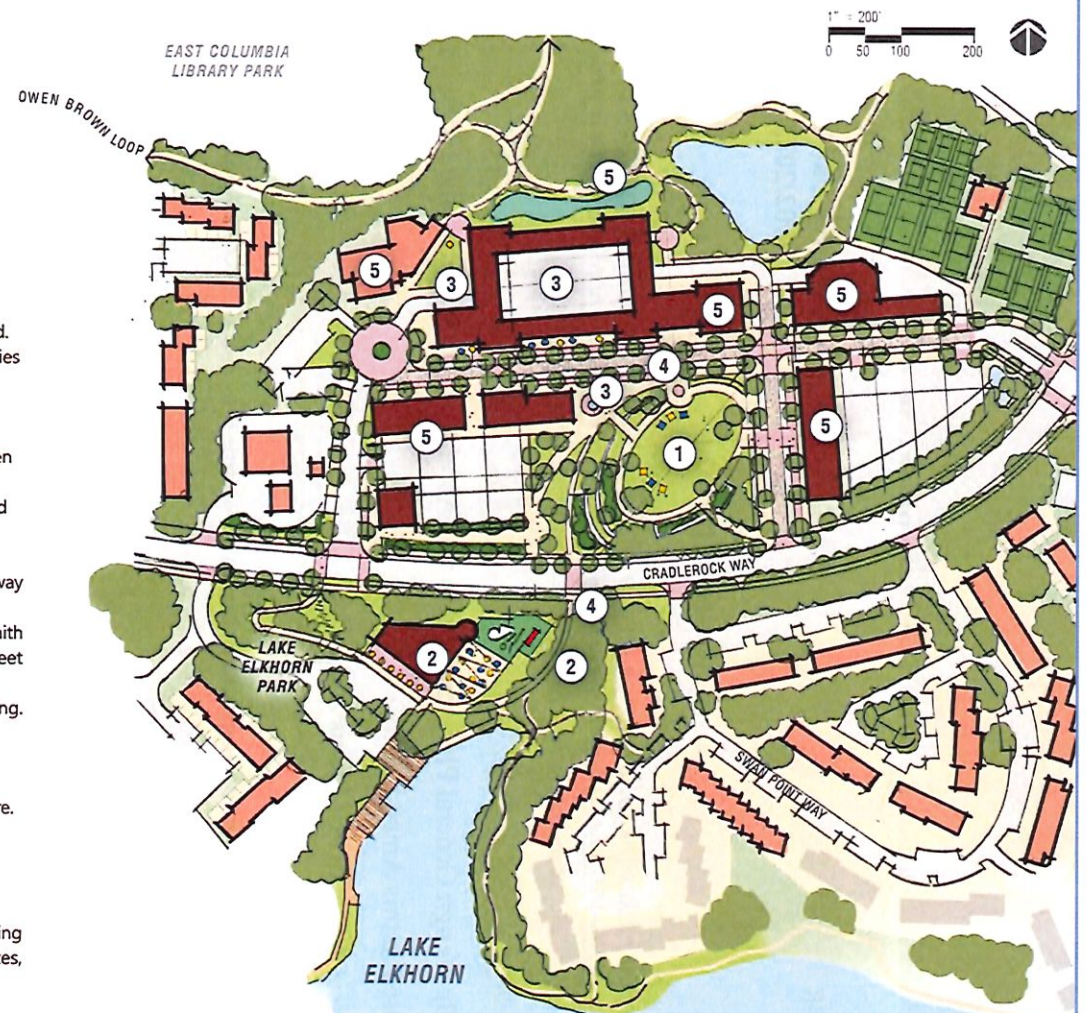 1" = 200'
0 50 100 200
EAST COLUMBIA
LIBRARY PARK
OWEN BROWN LOOP
5
5
3
3
5
5
4
3
5
1
5
d.
ies
en
d
CRADLEROCK WAY
way
4
ith
eet
LAKE
ELKHORN
PARK
2
2
ng.
SWAN POINT WAY
re.
ing
es,
LAKE
ELKHORN